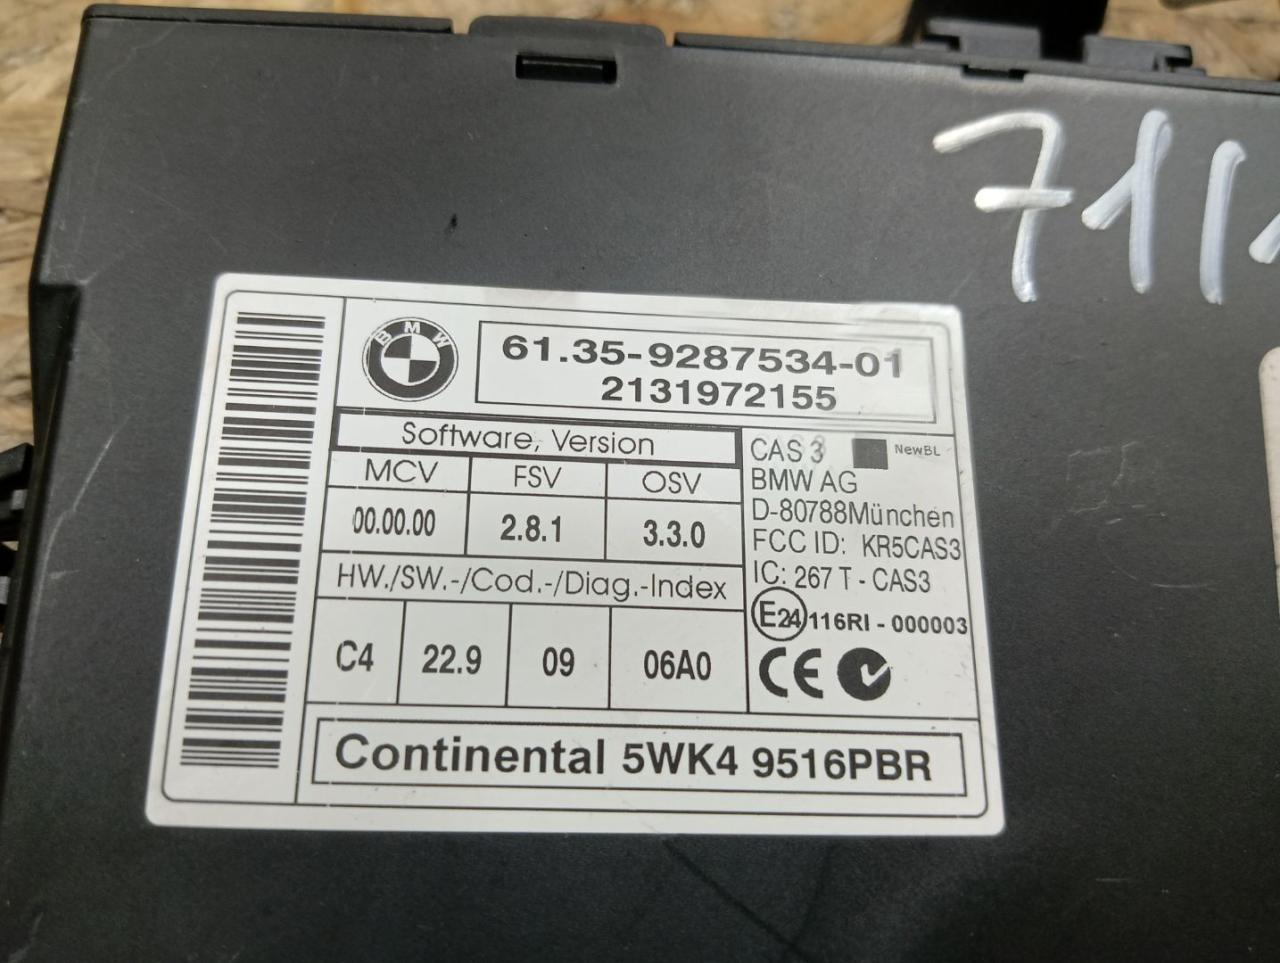 711
BMW
61.35-9287534-01
2131972155
Software, Version
MCV FSV OSV
00.00.00 2.8.1 3.3.0
HW./SW.-/Cod.-/Diag.-Index
C4 22.9 09 06A0
CAS 3 NewBL
BMW AG
D-80788München
FCC ID: KR5CAS3
IC: 267 T - CAS3
E24 116RI - 000003
CE
Continental 5WK4 9516PBR